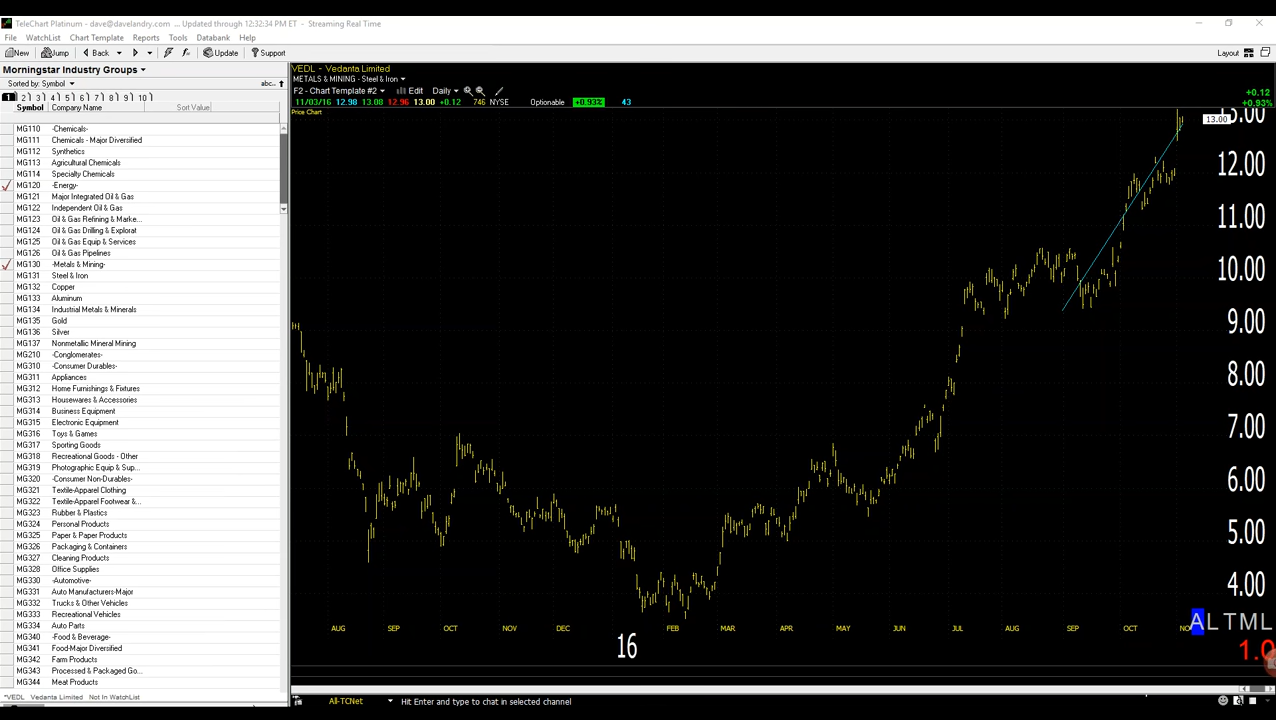 TeleChart Platinum - dave@davelandry.com ... Updated through 12:32:34 PM ET - Streaming Real Time
File WatchList Chart Template Reports Tools Databank Help
New Jump Back Update Support Layout
Morningstar Industry Groups
Sorted by: Symbol abc..
1 2 3 4 5 6 7 8 9 10
Symbol Company Name Sort Value
MG110 -Chemicals-
MG111 Chemicals - Major Diversified
MG112 Synthetics
MG113 Agricultural Chemicals
MG114 Specialty Chemicals
MG120 -Energy-
MG121 Major Integrated Oil & Gas
MG122 Independent Oil & Gas
MG123 Oil & Gas Refining & Marke...
MG124 Oil & Gas Drilling & Explorat
MG125 Oil & Gas Equip & Services
MG126 Oil & Gas Pipelines
MG130 -Metals & Mining-
MG131 Steel & Iron
MG132 Copper
MG133 Aluminum
MG134 Industrial Metals & Minerals
MG135 Gold
MG136 Silver
MG137 Nonmetallic Mineral Mining
MG210 -Conglomerates-
MG310 -Consumer Durables-
MG311 Appliances
MG312 Home Furnishings & Fixtures
MG313 Housewares & Accessories
MG314 Business Equipment
MG315 Electronic Equipment
MG316 Toys & Games
MG317 Sporting Goods
MG318 Recreational Goods - Other
MG319 Photographic Equip & Sup...
MG320 -Consumer Non-Durables-
MG321 Textile-Apparel Clothing
MG322 Textile-Apparel Footwear &...
MG323 Rubber & Plastics
MG324 Personal Products
MG325 Paper & Paper Products
MG326 Packaging & Containers
MG327 Cleaning Products
MG328 Office Supplies
MG330 -Automotive-
MG331 Auto Manufacturers-Major
MG332 Trucks & Other Vehicles
MG333 Recreational Vehicles
MG334 Auto Parts
MG340 -Food & Beverage-
MG341 Food-Major Diversified
MG342 Farm Products
MG343 Processed & Packaged Go...
MG344 Meat Products
*VEDL Vedanta Limited Not In WatchList
VEDL - Vedanta Limited
METALS & MINING - Steel & Iron
F2 - Chart Template #2 Edit Daily
+0.12
11/03/16 12.98 13.08 12.96 13.00 +0.12 746 NYSE Optionable +0.93% 43
+0.93%
Price Chart
13.00
13.00
12.00
11.00
10.00
9.00
8.00
7.00
6.00
5.00
4.00
ALTML
AUG SEP OCT NOV DEC FEB MAR APR MAY JUN JUL AUG SEP OCT
16
1.0
All-TCNet Hit Enter and type to chat in selected channel